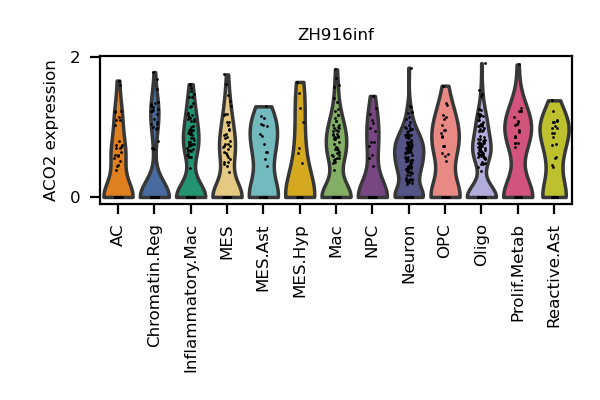 ZH916inf
ACO2 expression
2
0
AC
Chromatin.Reg
Inflammatory.Mac
MES
MES.Ast
MES.Hyp
Mac
NPC
Neuron
OPC
Oligo
Prolif.Metab
Reactive.Ast